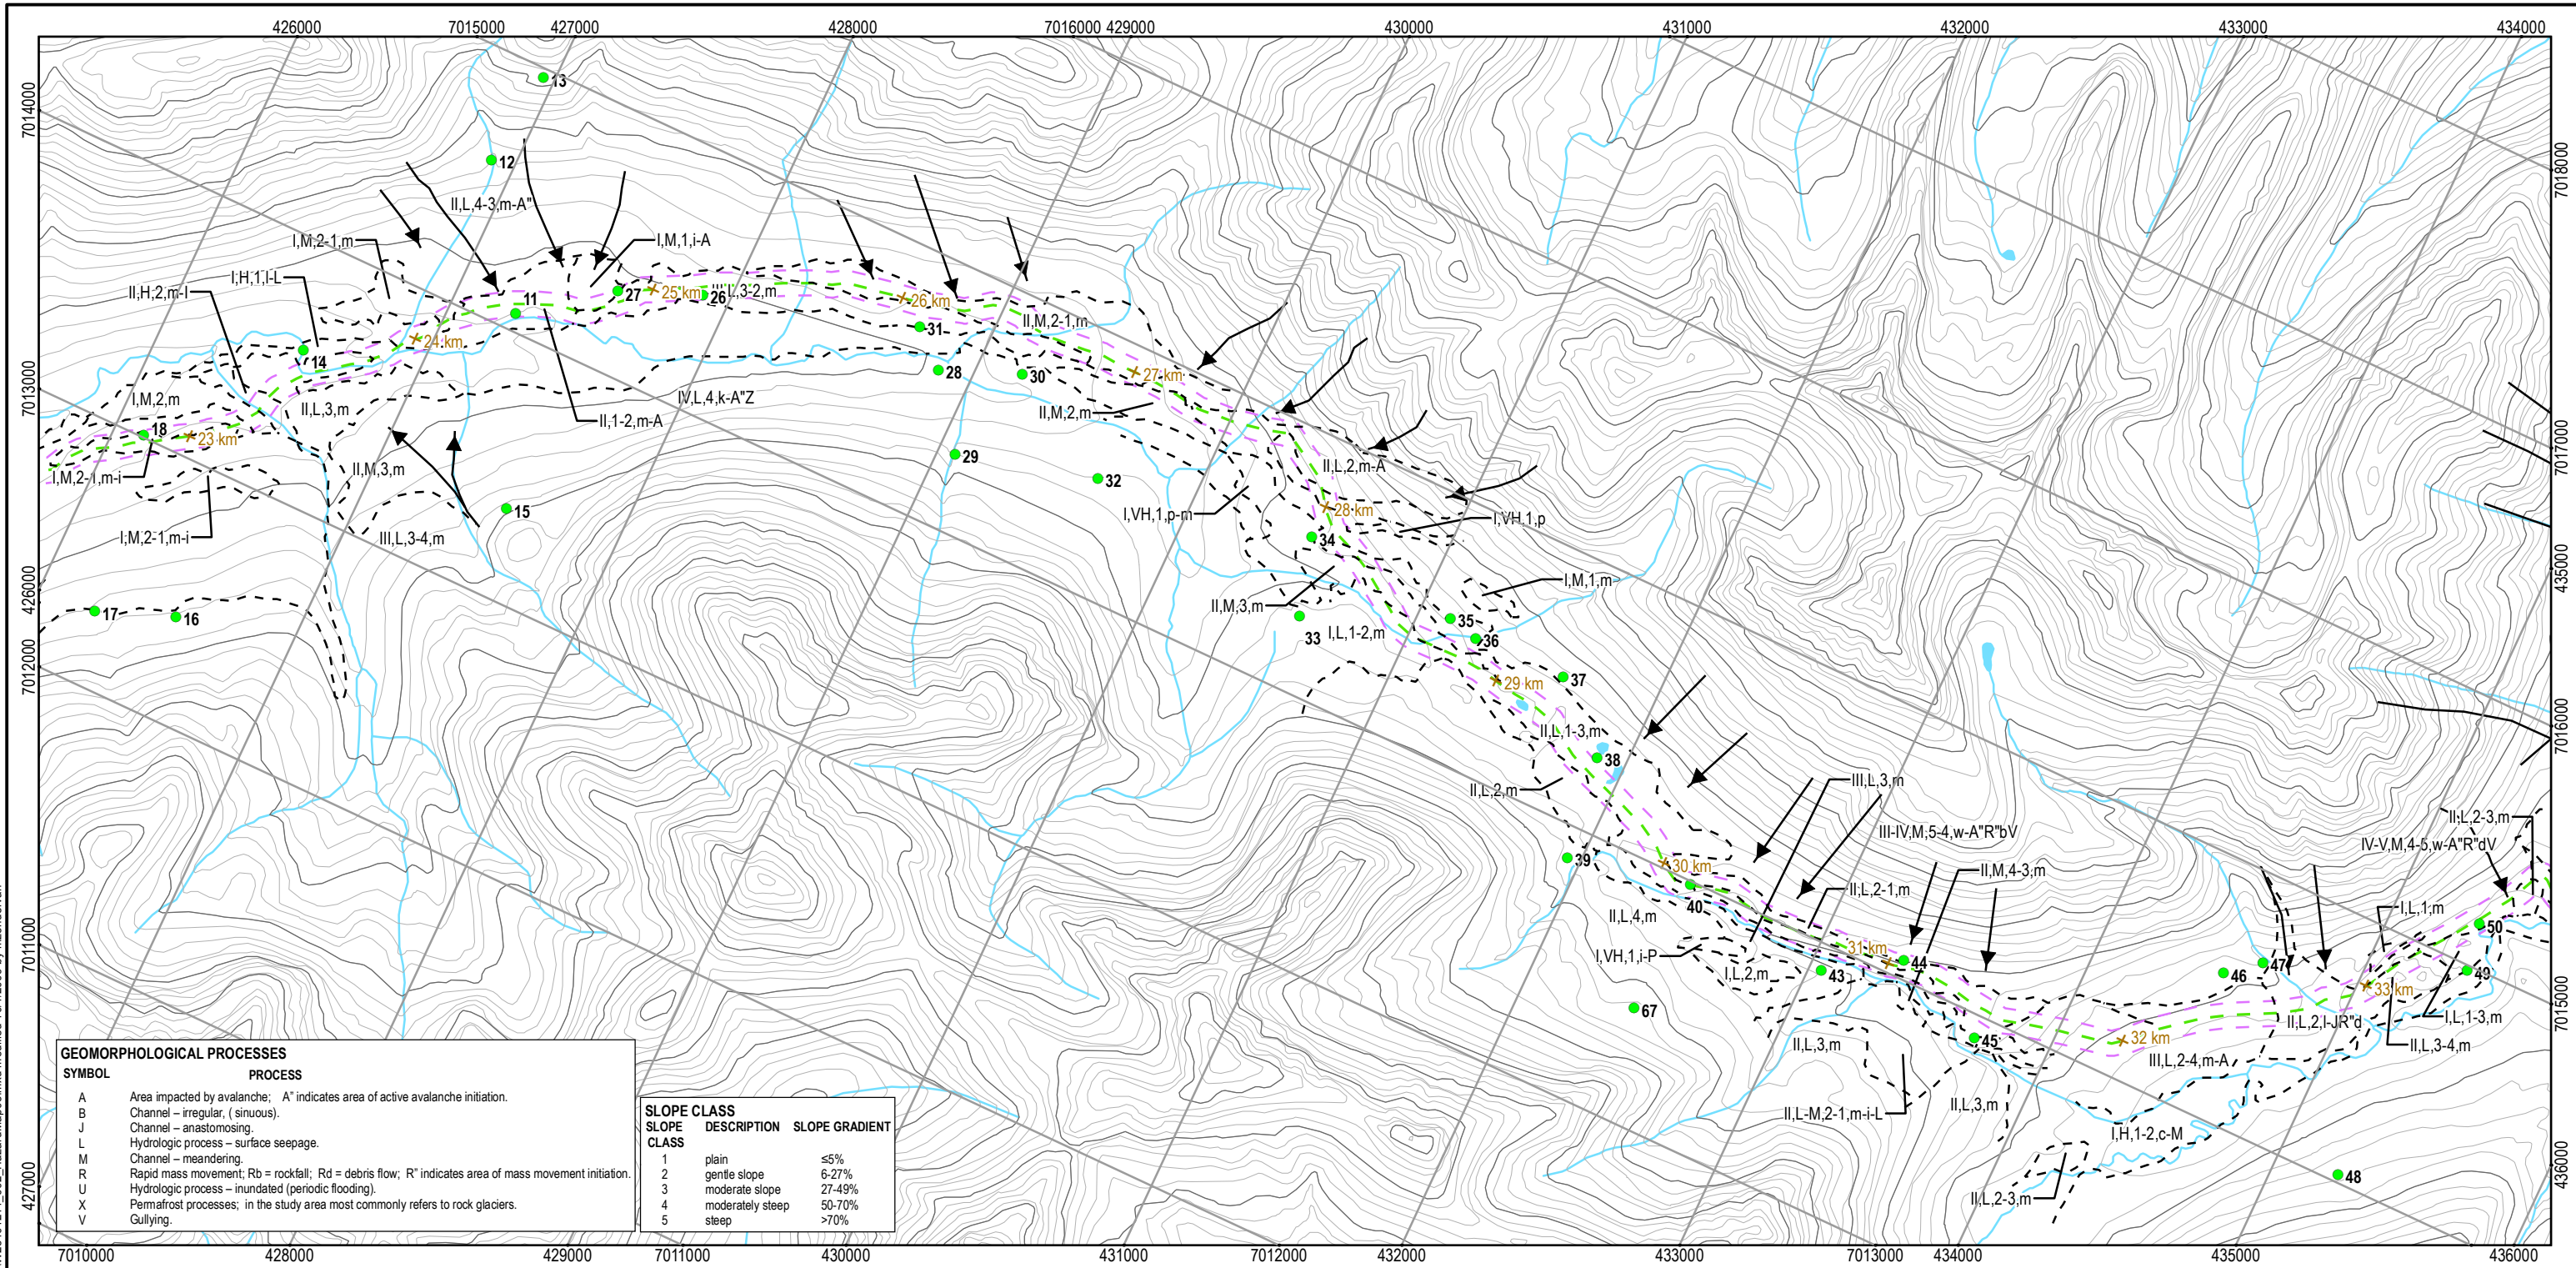 426000 7015000 427000 428000 7016000 429000 430000 431000 432000 433000 434000
7014000
7013000
426000
7012000
7011000
427000
7018000
7017000
435000
7016000
7015000
436000
13
12
II,L,4-3,m-A"
I,M,2-1,m
I,M,1,i-A
I,H,1,I-L
II,H,2,m-I
27
25 km
26
III,L,3-2,m
26 km
11
31
II,M,2-1,m
24 km
14
28
30
27 km
I,M,2,m
II,L,3,m
IV,L,4,k-A"Z
II,M,2,m
II,1-2,m-A
18
23 km
29
II,L,2,m-A
I,M,2-1,m-i
II,M,3,m
32
28 km
15
I,VH,1,p-m
I,VH,1,p
I,M,2-1,m-i
III,L,3-4,m
34
I,M,1,m
17
16
II,M,3,m
33
I,L,1-2,m
35
36
37
29 km
II,L,1-3,m
38
II,L,2,m
III,L,3,m
II,L,2-3,m
III-IV,M,5-4,w-A"R"bV
IV-V,M,4-5,w-A"R"dV
39
30 km
II,M,4-3,m
40
II,L,2-1,m
II,L,4,m
I,L,1,m
50
31 km
44
I,VH,1,i-P
I,L,2,m
43
46
47
49
33 km
67
I,L,1-3,m
II,L,2,I-JR"d
32 km
45
II,L,3,m
II,L,3-4,m
III,L,2-4,m-A
II,L-M,2-1,m-i-L
II,L,3,m
I,H,1-2,c-M
48
II,L,2-3,m
GEOMORPHOLOGICAL PROCESSES
SYMBOL PROCESS
A Area impacted by avalanche; A" indicates area of active avalanche initiation.
B Channel – irregular, ( sinuous).
J Channel – anastomosing.
L Hydrologic process – surface seepage.
M Channel – meandering.
R Rapid mass movement; Rb = rockfall; Rd = debris flow; R" indicates area of mass movement initiation.
U Hydrologic process – inundated (periodic flooding).
X Permafrost processes; in the study area most commonly refers to rock glaciers.
V Gullying.
SLOPE CLASS
SLOPE DESCRIPTION SLOPE GRADIENT
CLASS
1 plain ≤5%
2 gentle slope 6-27%
3 moderate slope 27-49%
4 moderately steep 50-70%
5 steep >70%
7010000 428000 429000 7011000 430000 431000 7012000 432000 433000 7013000 434000 435000 436000